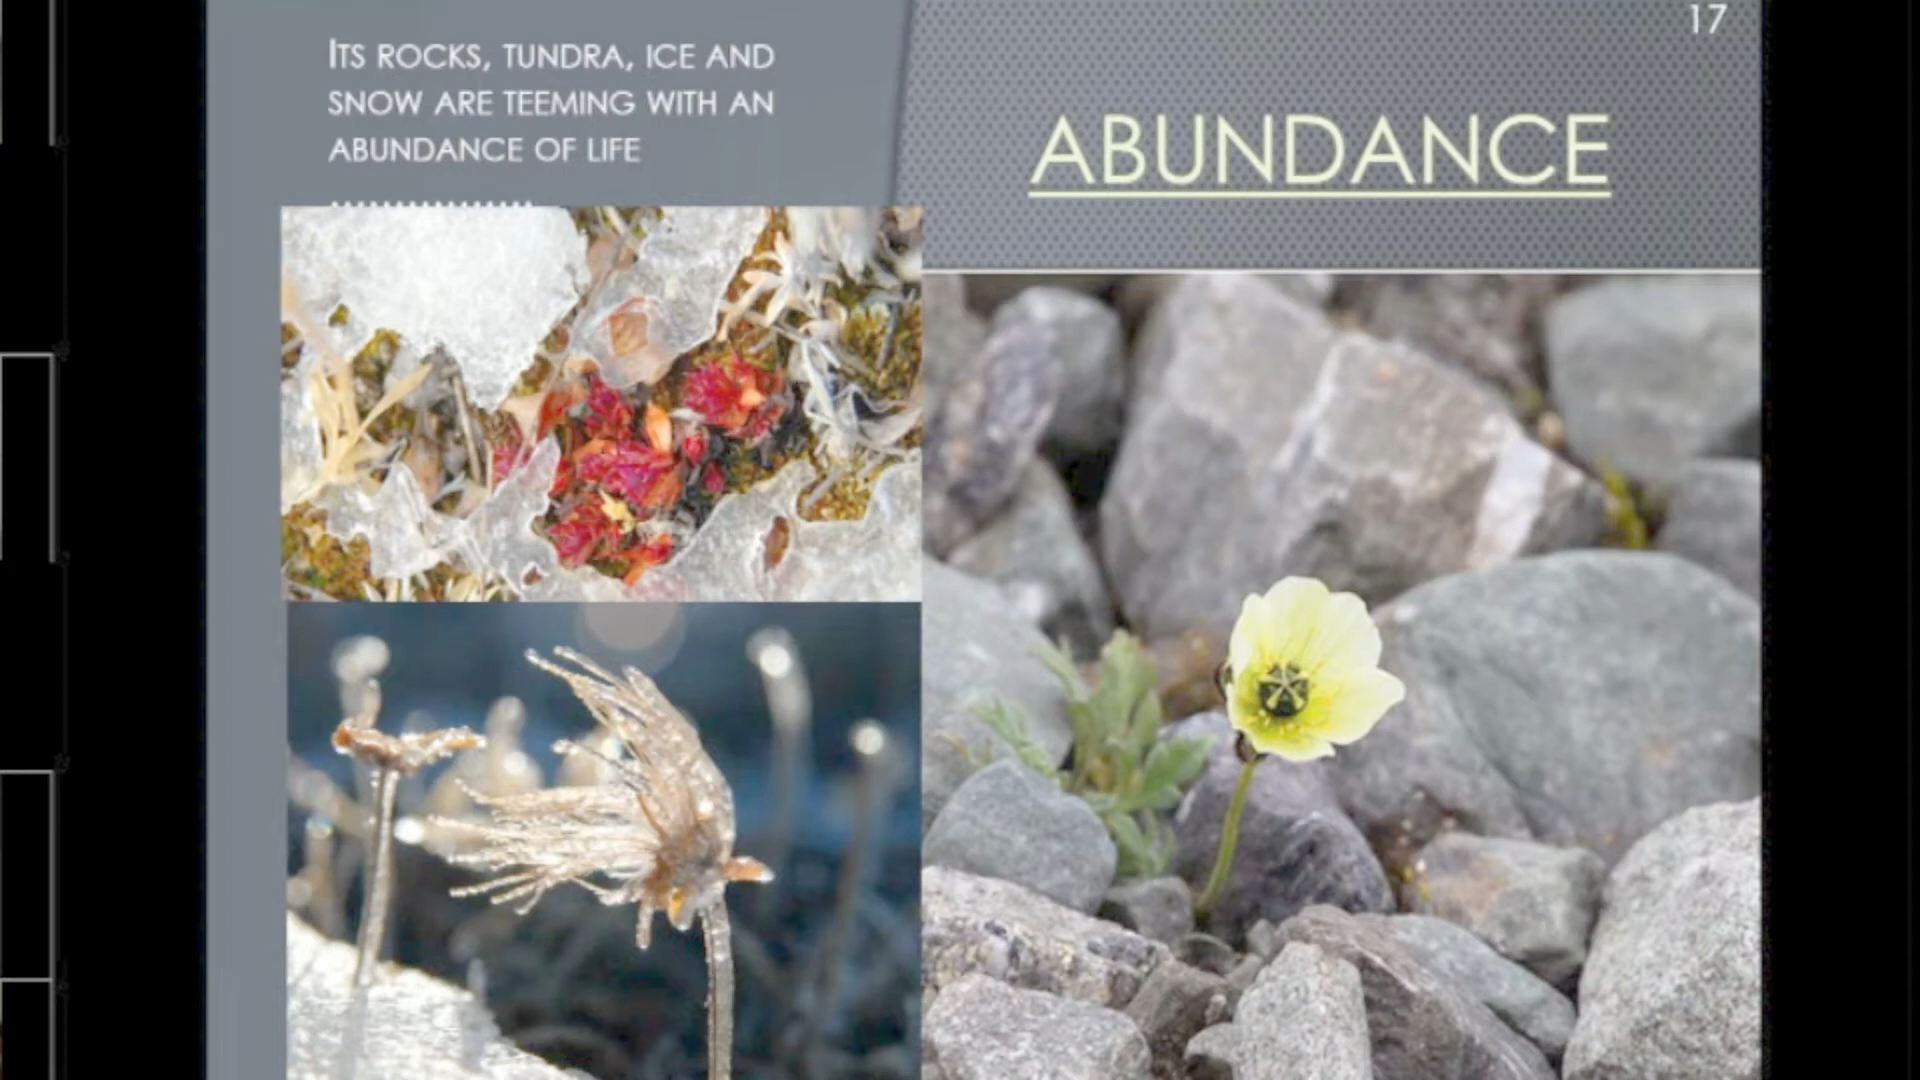 ITS ROCKS, TUNDRA, ICE AND
SNOW ARE TEEMING WITH AN
ABUNDANCE OF LIFE
17
ABUNDANCE